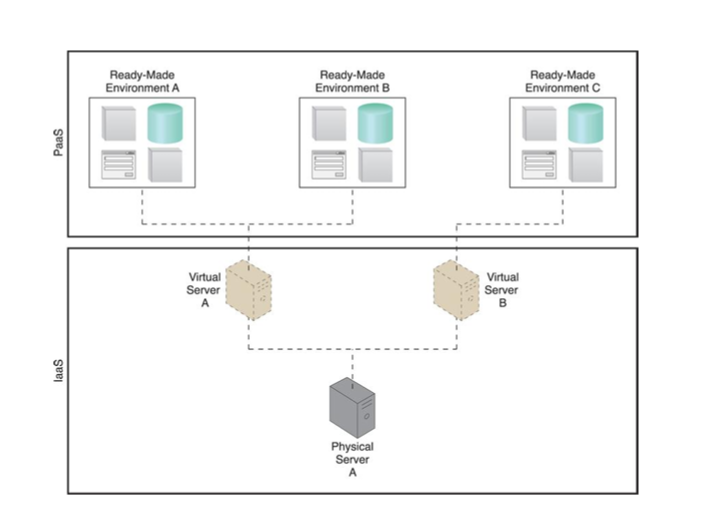 Ready-Made
Environment A
Ready-Made
Environment B
Ready-Made
Environment C
PaaS
Virtual
Server
A
Virtual
Server
B
IaaS
Physical
Server
A